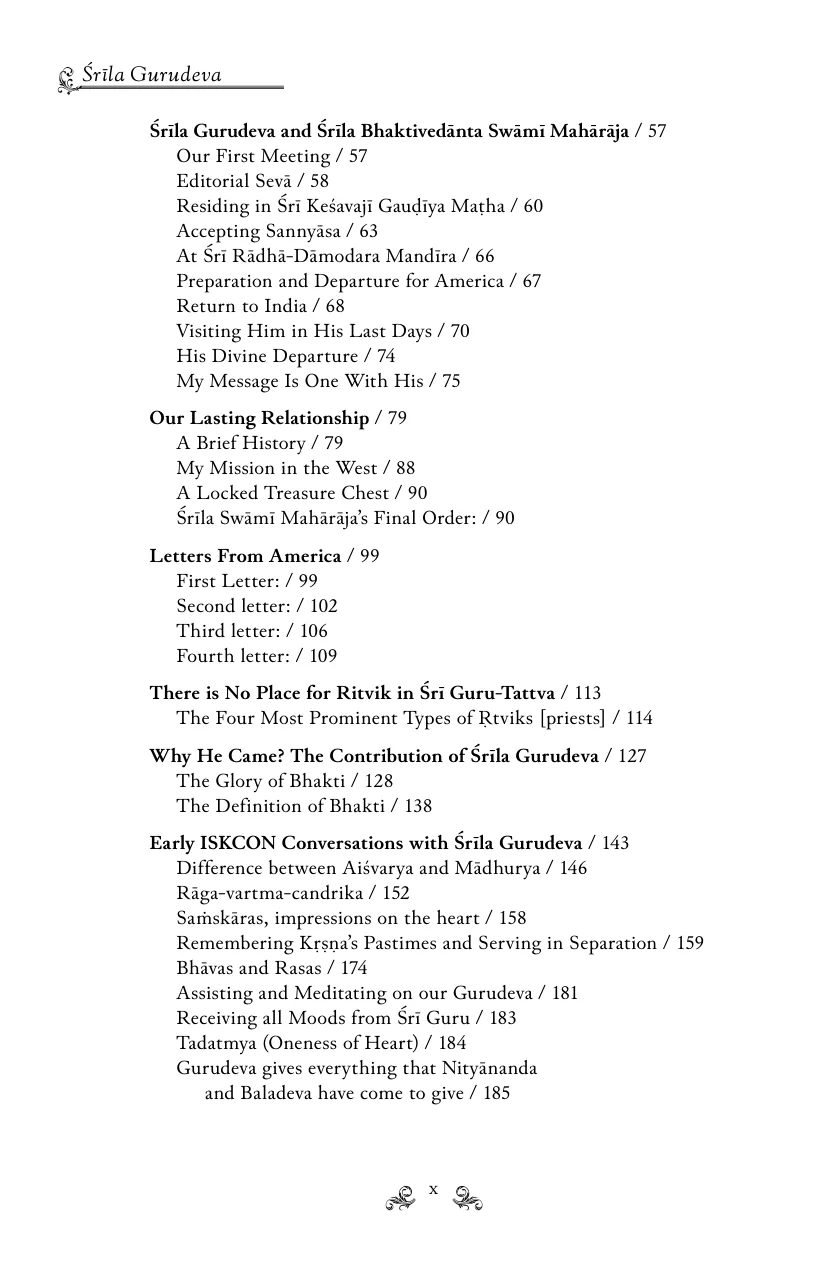 Śrīla Gurudeva
Śrīla Gurudeva and Śrīla Bhaktivedānta Swāmī Mahārāja / 57
Our First Meeting / 57
Editorial Sevā / 58
Residing in Śrī Keśavajī Gauḍīya Maṭha / 60
Accepting Sannyāsa / 63
At Śrī Rādhā-Dāmodara Mandīra / 66
Preparation and Departure for America / 67
Return to India / 68
Visiting Him in His Last Days / 70
His Divine Departure / 74
My Message Is One With His / 75
Our Lasting Relationship / 79
A Brief History / 79
My Mission in the West / 88
A Locked Treasure Chest / 90
Śrīla Swāmī Mahārāja’s Final Order: / 90
Letters From America / 99
First Letter: / 99
Second letter: / 102
Third letter: / 106
Fourth letter: / 109
There is No Place for Ritvik in Śrī Guru-Tattva / 113
The Four Most Prominent Types of Ṛtviks [priests] / 114
Why He Came? The Contribution of Śrīla Gurudeva / 127
The Glory of Bhakti / 128
The Definition of Bhakti / 138
Early ISKCON Conversations with Śrīla Gurudeva / 143
Difference between Aiśvarya and Mādhurya / 146
Rāga-vartma-candrika / 152
Saṁskāras, impressions on the heart / 158
Remembering Kṛṣṇa’s Pastimes and Serving in Separation / 159
Bhāvas and Rasas / 174
Assisting and Meditating on our Gurudeva / 181
Receiving all Moods from Śrī Guru / 183
Tadatmya (Oneness of Heart) / 184
Gurudeva gives everything that Nityānanda
and Baladeva have come to give / 185
x